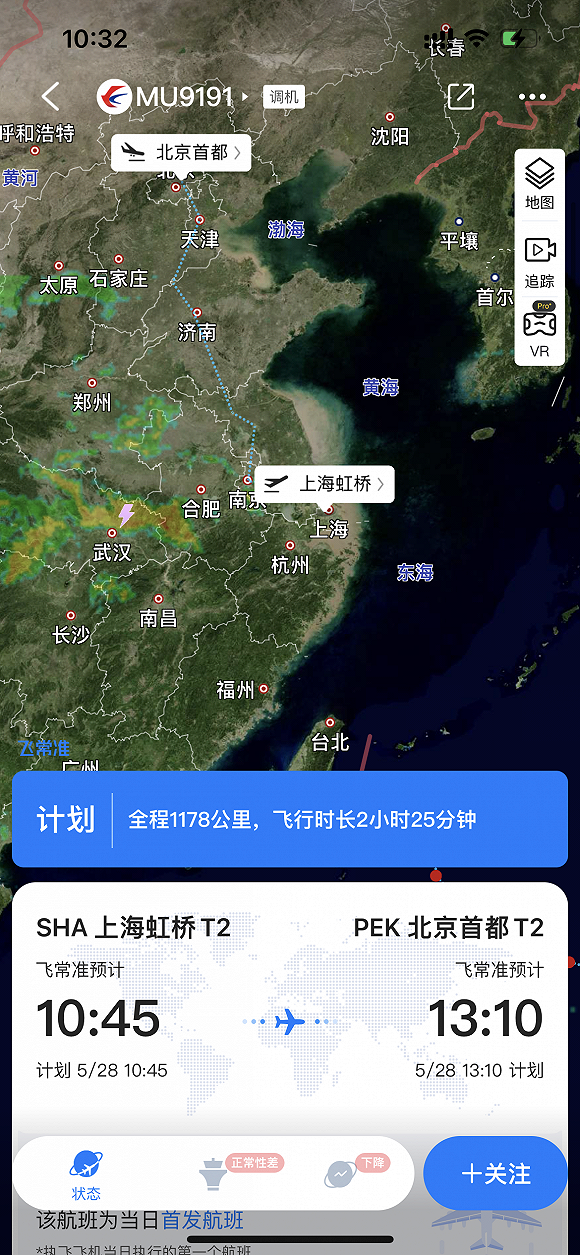 10:32
长春
MU9191
调机
呼和浩特
沈阳
北京首都
黄河
北京
地图
渤海
天津
平壤
太原
石家庄
追踪
首尔
Pro+
济南
VR
黄海
郑州
上海虹桥
南京
合肥
上海
武汉
杭州
东海
南昌
长沙
福州
台北
飞常准
广州
计划
全程1178公里，飞行时长2小时25分钟
SHA 上海虹桥 T2
PEK 北京首都 T2
飞常准预计
飞常准预计
10:45
13:10
计划 5/28 10:45
5/28 13:10 计划
正常性差
下降
状态
+关注
该航班为当日首发航班
*执飞飞机当日执行的第一个航班